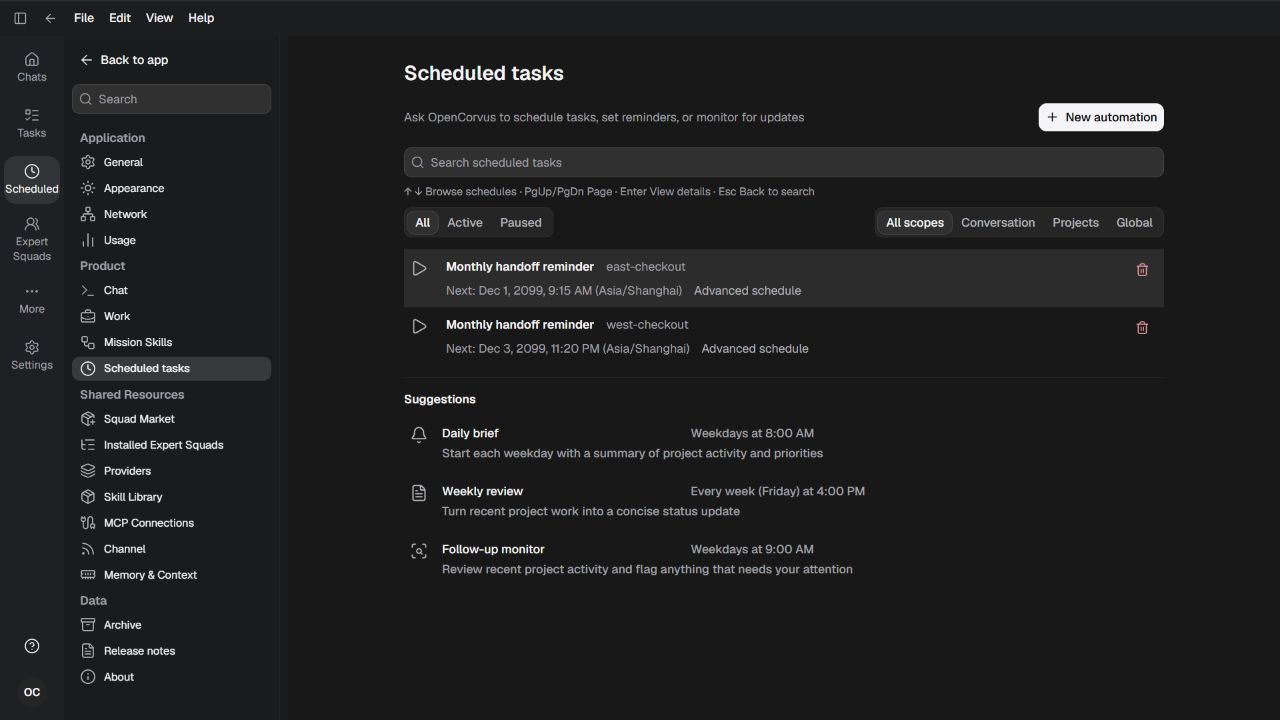 File Edit View Help
Chats
Tasks
Scheduled
Expert
Squads
More
Settings
OC
Back to app
Search
Application
General
Appearance
Network
Usage
Product
Chat
Work
Mission Skills
Scheduled tasks
Shared Resources
Squad Market
Installed Expert Squads
Providers
Skill Library
MCP Connections
Channel
Memory & Context
Data
Archive
Release notes
About
Scheduled tasks
Ask OpenCorvus to schedule tasks, set reminders, or monitor for updates
+ New automation
Search scheduled tasks
↑↓ Browse schedules · PgUp/PgDn Page · Enter View details · Esc Back to search
All Active Paused
All scopes Conversation Projects Global
Monthly handoff reminder east-checkout
Next: Dec 1, 2099, 9:15 AM (Asia/Shanghai) Advanced schedule
Monthly handoff reminder west-checkout
Next: Dec 3, 2099, 11:20 PM (Asia/Shanghai) Advanced schedule
Suggestions
Daily brief Weekdays at 8:00 AM
Start each weekday with a summary of project activity and priorities
Weekly review Every week (Friday) at 4:00 PM
Turn recent project work into a concise status update
Follow-up monitor Weekdays at 9:00 AM
Review recent project activity and flag anything that needs your attention